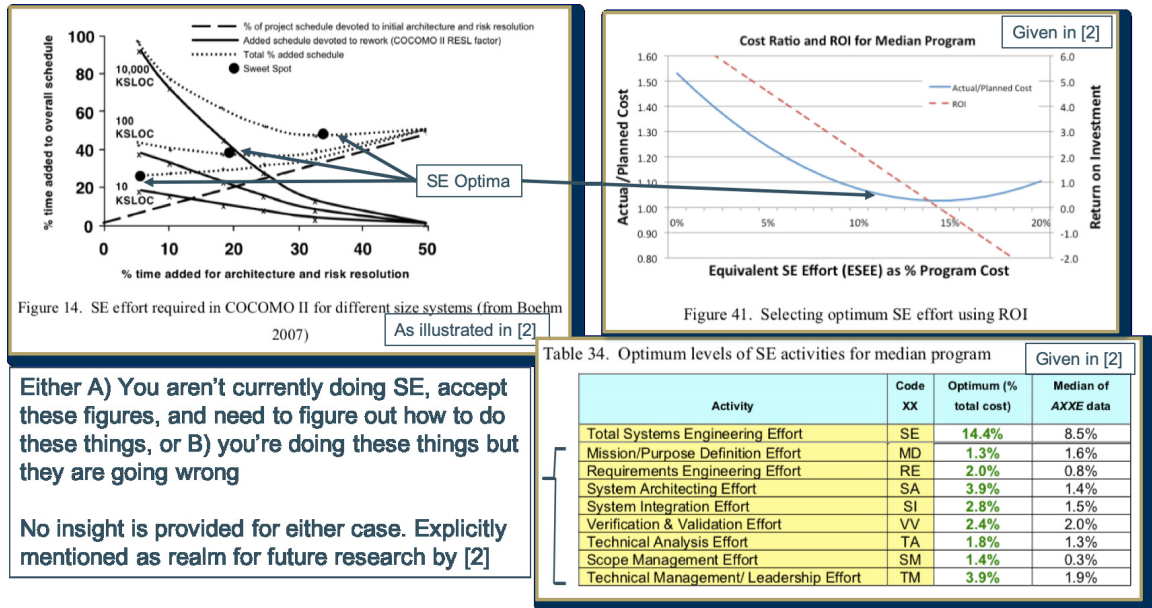 % of project schedule devoted to initial architecture and risk resolution
Added schedule devoted to rework (COCOMO II RESL factor)
Total % added schedule
Sweet Spot
% time added to overall schedule
100
80
60
40
20
0
10,000
KSLOC
100
KSLOC
10
KSLOC
0
10
20
30
40
50
% time added for architecture and risk resolution
Figure 14. SE effort required in COCOMO II for different size systems (from Boehm
2007)
As illustrated in [2]
SE Optima
Given in [2]
Cost Ratio and ROI for Median Program
Actual/Planned Cost
1.60
1.50
1.40
1.30
1.20
1.10
1.00
0.90
0.80
Actual/Planned Cost
ROI
6.0
5.0
4.0
3.0
2.0
1.0
0.0
-1.0
-2.0
Return on Investment
0%
5%
10%
15%
20%
Equivalent SE Effort (ESEE) as % Program Cost
Figure 41. Selecting optimum SE effort using ROI
Either A) You aren't currently doing SE, accept
these figures, and need to figure out how to do
these things, or B) you're doing these things but
they are going wrong
No insight is provided for either case. Explicitly
mentioned as realm for future research by [2]
Table 34. Optimum levels of SE activities for median program
Given in [2]
Activity Code XX Optimum (% total cost) Median of AXXE data
Total Systems Engineering Effort SE 14.4% 8.5%
Mission/Purpose Definition Effort MD 1.3% 1.6%
Requirements Engineering Effort RE 2.0% 0.8%
System Architecting Effort SA 3.9% 1.4%
System Integration Effort SI 2.8% 1.5%
Verification & Validation Effort VV 2.4% 2.0%
Technical Analysis Effort TA 1.8% 1.3%
Scope Management Effort SM 1.4% 0.3%
Technical Management/ Leadership Effort TM 3.9% 1.9%